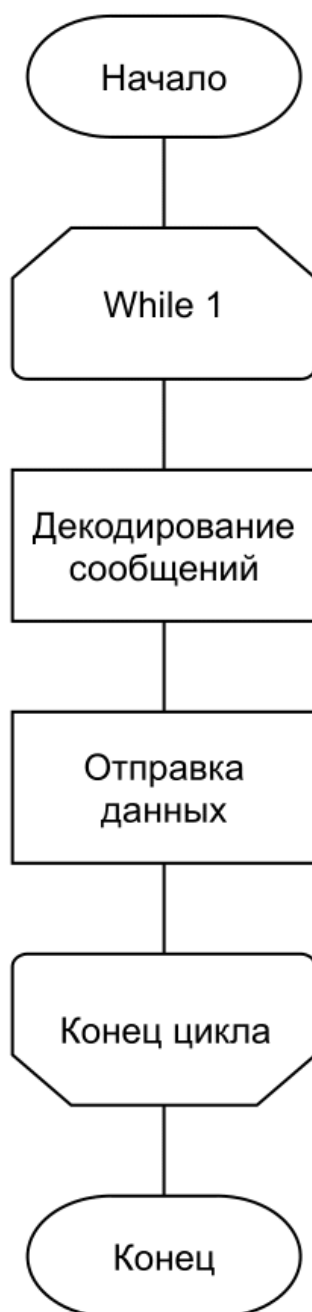 Начало
While 1
Декодирование
сообщений
Отправка
данных
Конец цикла
Конец